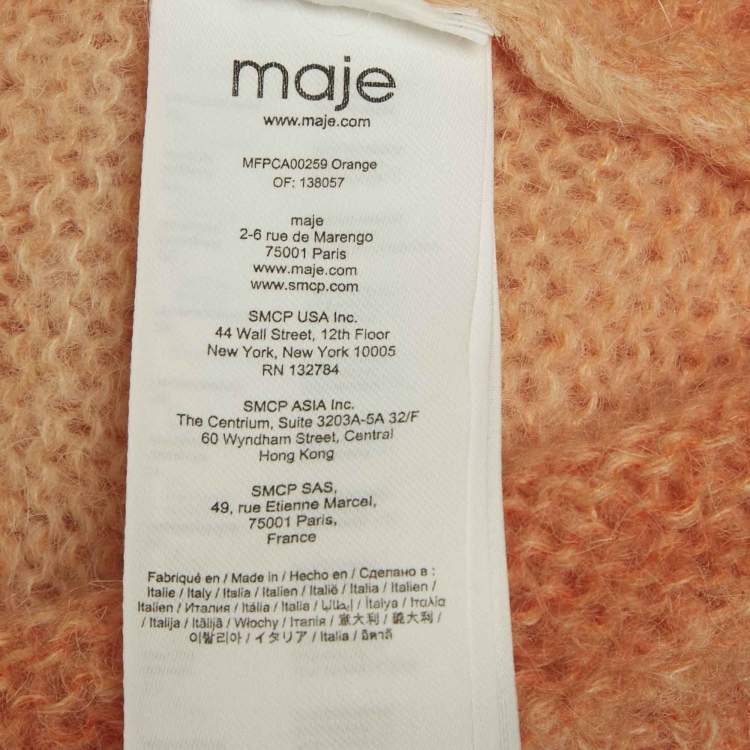 maje
www.maje.com
MFPCA00259 Orange
OF: 138057
maje
2-6 rue de Marengo
75001 Paris
www.maje.com
www.smcp.com
SMCP USA Inc.
44 Wall Street, 12th Floor
New York, New York 10005
RN 132784
SMCP ASIA Inc.
The Centrium, Suite 3203A-5A 32/F
60 Wyndham Street, Central
Hong Kong
SMCP SAS,
49, rue Etienne Marcel,
75001 Paris,
France
Fabriqué en / Made in / Hecho en / Сделано в :
Italie / Italy / Italia / Italien / Italië / Italia / Italien /
Italien / Италия / Itália / Italia / إيطاليا / İtalya / Ιταλία
/ Itālija / Itālijā / Włochy / Італія / 意大利 / 義大利 /
이탈리아 / イタリア / Italia / อิตาลี